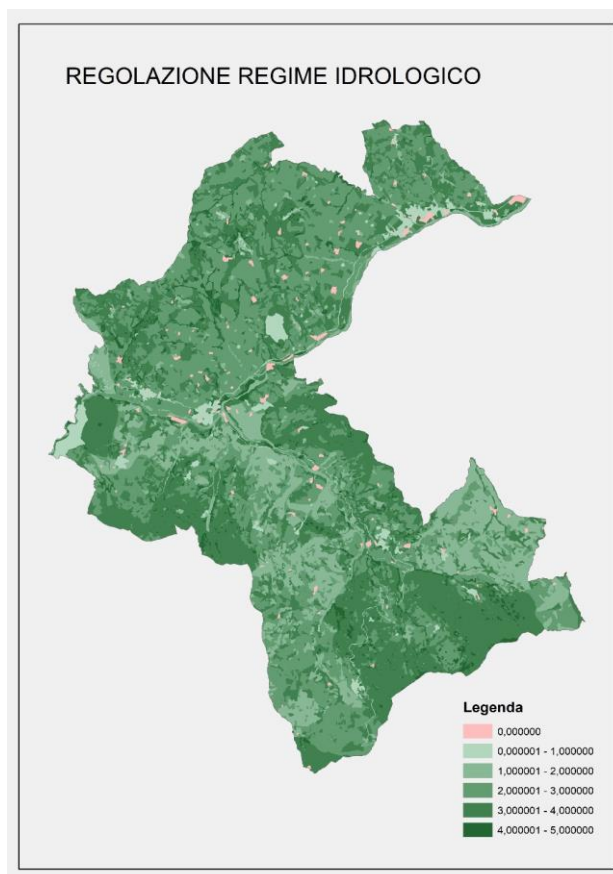 REGOLAZIONE REGIME IDROLOGICO
Legenda
0,000000
0,000001 - 1,000000
1,000001 - 2,000000
2,000001 - 3,000000
3,000001 - 4,000000
4,000001 - 5,000000